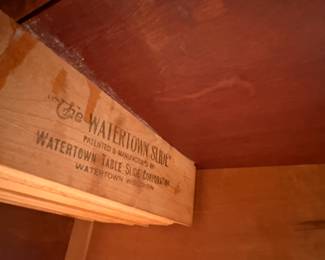 "The WATERTOWN SLIDE"
PATENTED & MANUFACTURED BY
WATERTOWN TABLE SLIDE CORPORATION
WATERTOWN WISCONSIN